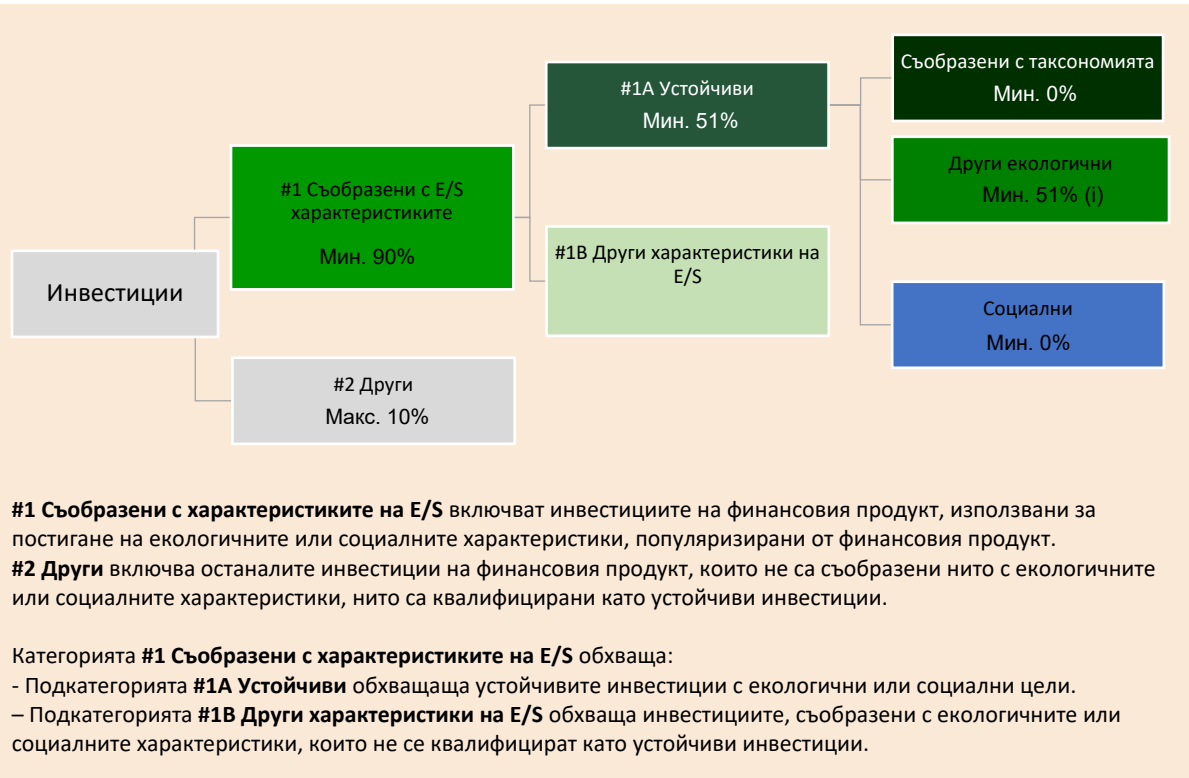 Инвестиции
#1 Съобразени с E/S
характеристиките
Мин. 90%
#2 Други
Макс. 10%
#1A Устойчиви
Мин. 51%
#1B Други характеристики на
E/S
Съобразени с таксономията
Мин. 0%
Други екологични
Мин. 51% (i)
Социални
Мин. 0%
#1 Съобразени с характеристиките на E/S включват инвестициите на финансовия продукт, използвани за
постигане на екологичните или социалните характеристики, популяризирани от финансовия продукт.
#2 Други включва останалите инвестиции на финансовия продукт, които не са съобразени нито с екологичните
или социалните характеристики, нито са квалифицирани като устойчиви инвестиции.
Категорията #1 Съобразени с характеристиките на E/S обхваща:
- Подкатегорията #1A Устойчиви обхващаща устойчивите инвестиции с екологични или социални цели.
– Подкатегорията #1B Други характеристики на E/S обхваща инвестициите, съобразени с екологичните или
социалните характеристики, които не се квалифицират като устойчиви инвестиции.